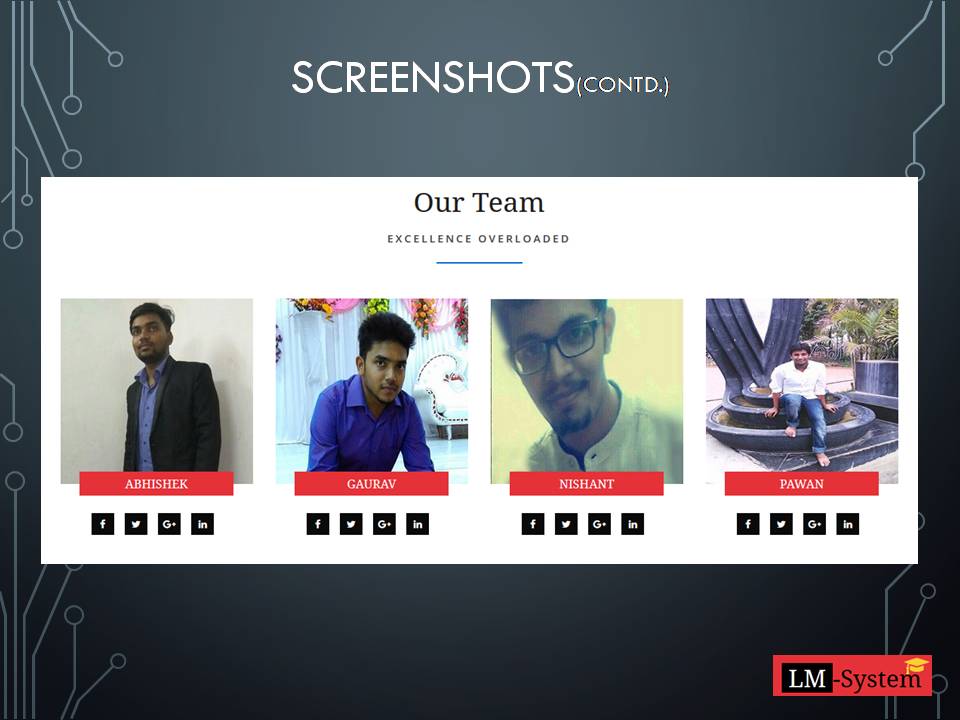 SCREENSHOTS(CONTD.)
Our Team
EXCELLENCE OVERLOADED
ABHISHEK GAURAV NISHANT PAWAN
f G+ in f G+ in f G+ in f G+ in
LM-System